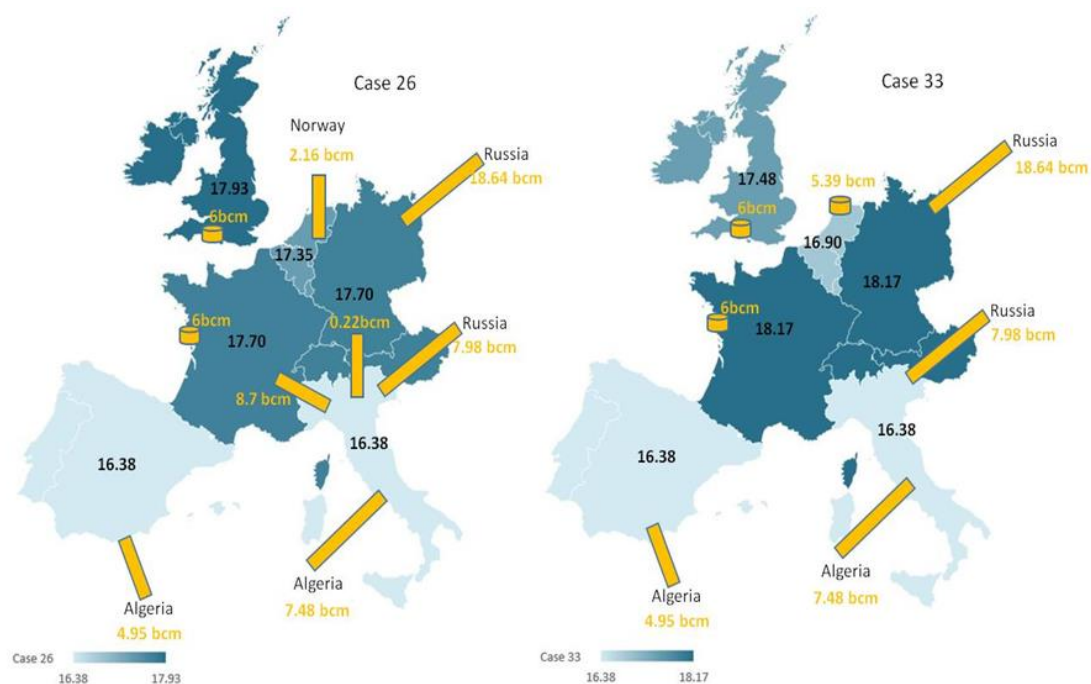 Case 26
Norway
2.16 bcm
Russia
18.64 bcm
17.93
6bcm
17.35
17.70
0.22bcm
6bcm
17.70
Russia
7.98 bcm
8.7 bcm
16.38
16.38
Algeria
7.48 bcm
Algeria
4.95 bcm
Case 26
16.38
17.93
Case 33
Russia
18.64 bcm
5.39 bcm
17.48
6bcm
16.90
18.17
6bcm
18.17
Russia
7.98 bcm
16.38
16.38
Algeria
7.48 bcm
Algeria
4.95 bcm
Case 33
16.38
18.17